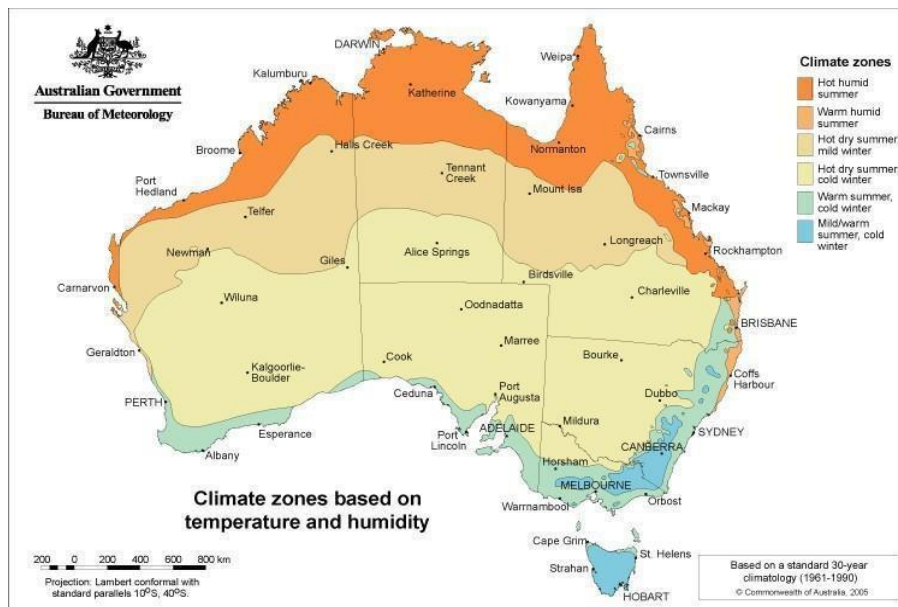 Australian Government
Bureau of Meteorology
DARWIN
Weipa
Kalumburu
Katherine
Kowanyama
Cairns
Broome
Halls Creek
Normanton
Tennant
Creek
Townsville
Port
Hedland
Mount Isa
Mackay
Telfer
Newman
Longreach
Rockhampton
Giles
Alice Springs
Birdsville
Carnarvon
Wiluna
Charleville
Oodnadatta
BRISBANE
Geraldton
Marree
Bourke
Cook
Kalgoorlie-
Boulder
Coffs
Harbour
PERTH
Ceduna
Port
Augusta
Dubbo
Esperance
Port
Lincoln
ADELAIDE
Mildura
SYDNEY
Albany
CANBERRA
Horsham
MELBOURNE
Warrnambool
Orbost
Cape Grim
St. Helens
Strahan
HOBART
Climate zones
Hot humid
summer
Warm humid
summer
Hot dry summer,
mild winter
Hot dry summer,
cold winter
Warm summer,
cold winter
Mild/warm
summer, cold
winter
Climate zones based on
temperature and humidity
200 0 200 400 600 800 km
Projection: Lambert conformal with
standard parallels 10°S, 40°S.
Based on a standard 30-year
climatology (1961-1990)
© Commonwealth of Australia, 2005